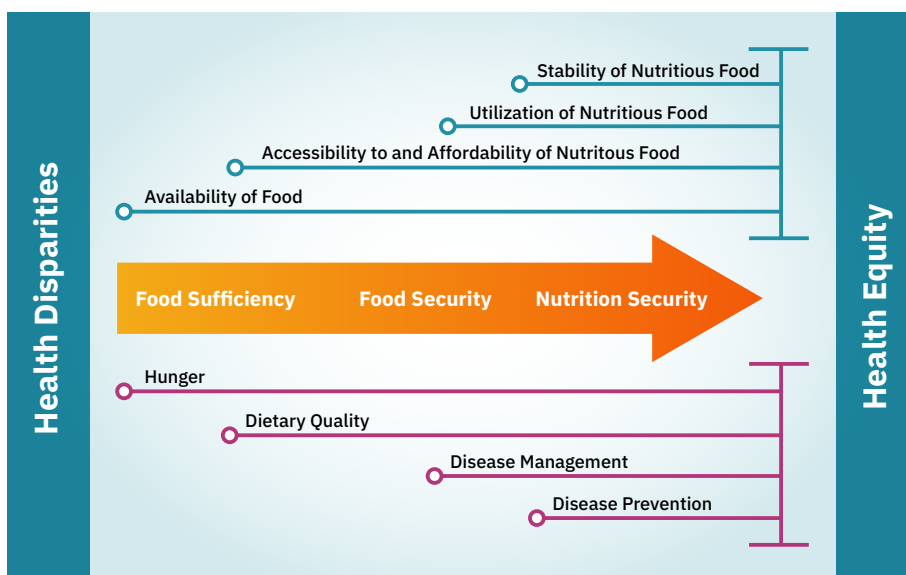 Health Disparities
Stability of Nutritious Food
Utilization of Nutritious Food
Accessibility to and Affordability of Nutritous Food
Availability of Food
Food Sufficiency
Food Security
Nutrition Security
Hunger
Dietary Quality
Disease Management
Disease Prevention
Health Equity